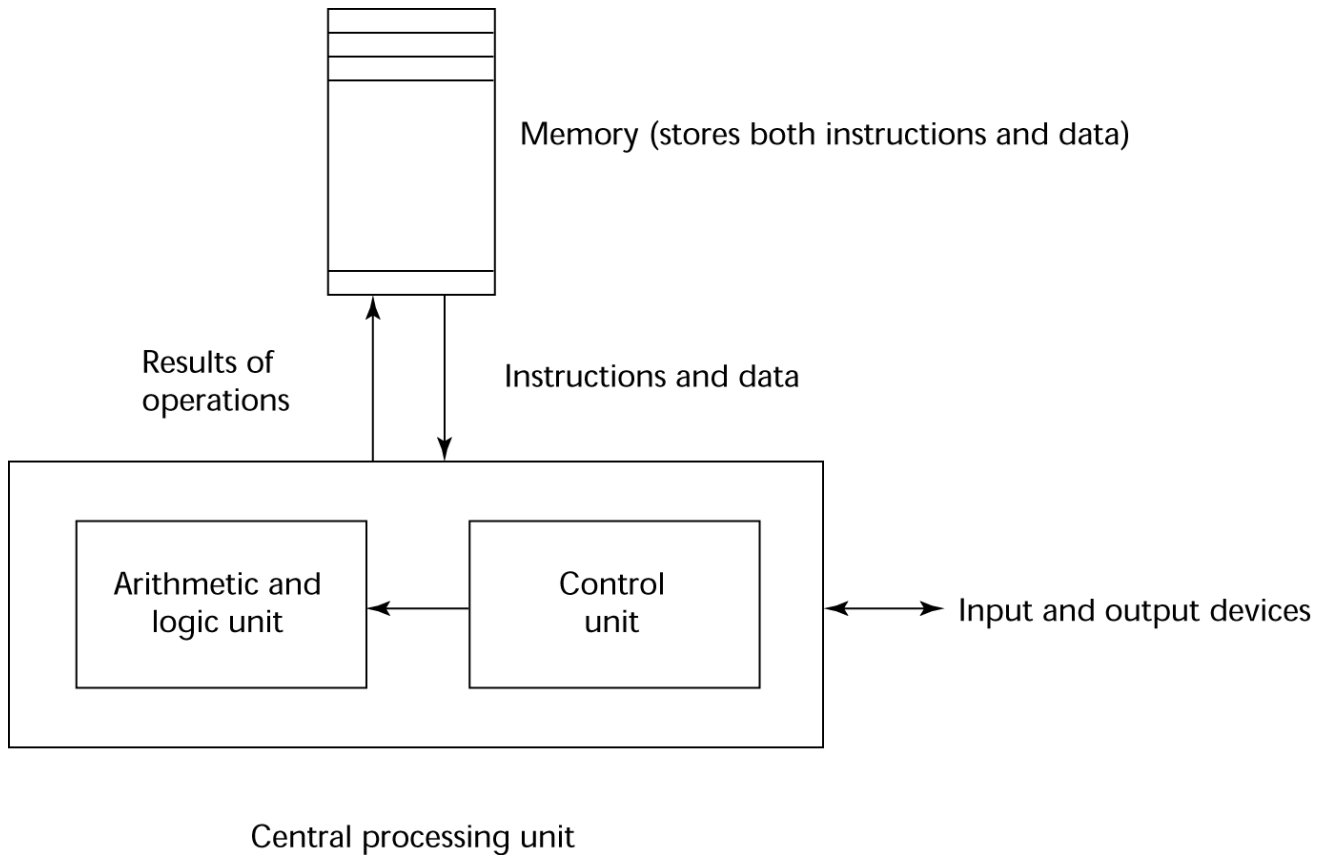 Memory (stores both instructions and data)
Results of
operations
Instructions and data
Arithmetic and
logic unit
Control
unit
Input and output devices
Central processing unit